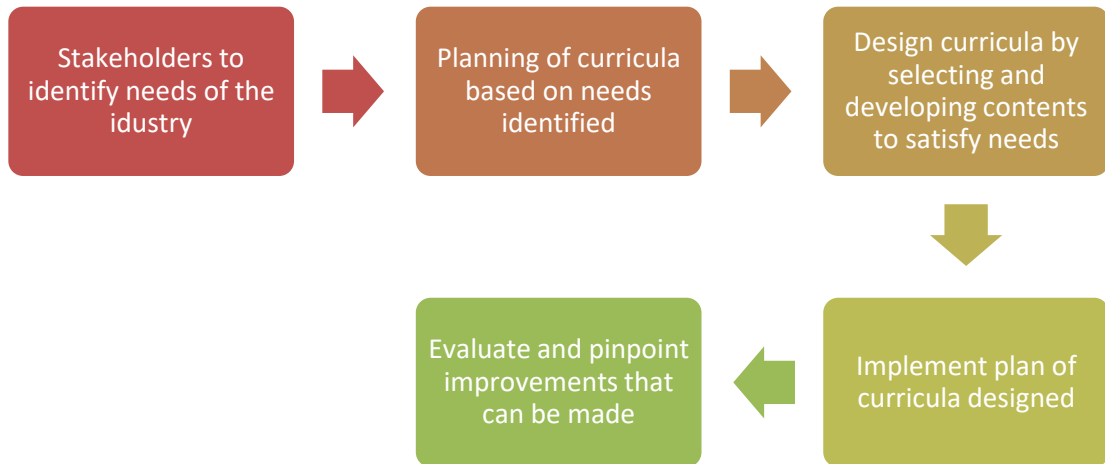 Stakeholders to
identify needs of the
idustry
Planning of curricula
based on needs
identified
Design curricula by
selecting and
developing contents
to satisfy needs
Implement plan of
curricula designed
Evaluate and pinpoint
improvements that
can be made